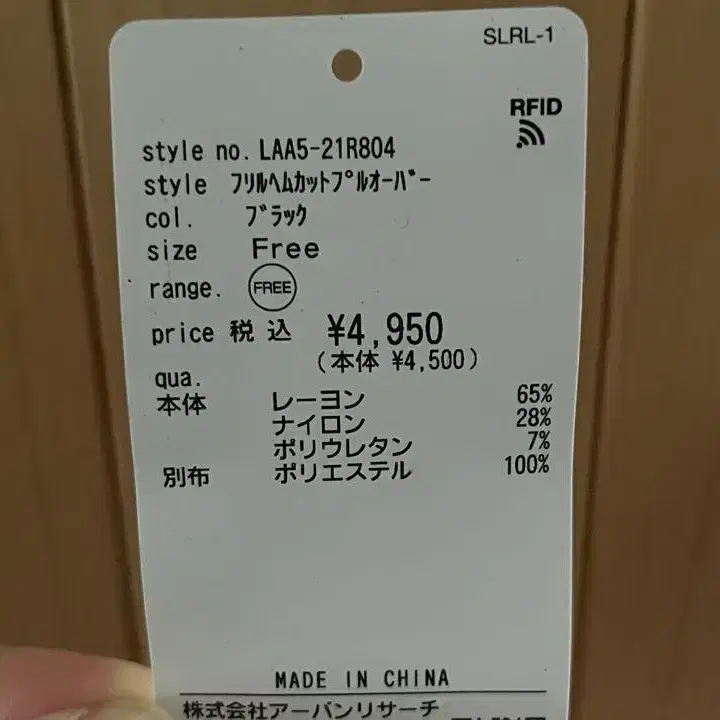 SLRL-1
RFID
style no. LAA5-21R804
style ﾌﾘﾙﾍﾑｶｯﾄﾌﾟﾙｵｰﾊﾞｰ
col. ﾌﾞﾗｯｸ
size Free
range. FREE
price 税込 ¥4,950
(本体 ¥4,500)
qua.
本体 レーヨン 65%
ナイロン 28%
ポリウレタン 7%
別布 ポリエステル 100%
MADE IN CHINA
株式会社アーバンリサーチ